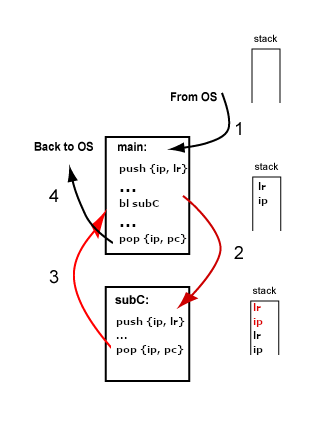 stack
From OS
1
Back to OS
main:
push {ip, lr}
...
bl subC
...
pop {ip, pc}
stack
lr
ip
4
2
3
subC:
push {ip, lr}
...
pop {ip, pc}
stack
lr
ip
lr
ip